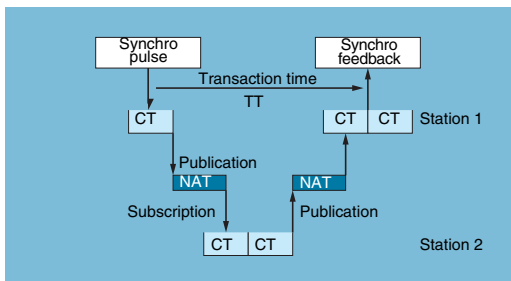 Synchro
pulse
Synchro
feedback
Transaction time
TT
CT
CT
CT
Station 1
Publication
NAT
NAT
Subscription
Publication
CT
CT
Station 2